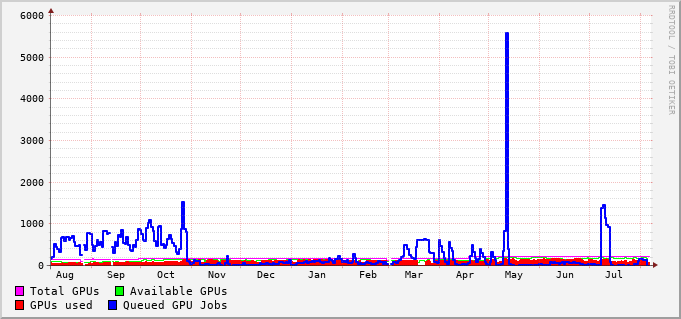 RRDTOOL / TOBI OETIKER
6000
5000
4000
3000
2000
1000
0
Aug Sep Oct Nov Dec Jan Feb Mar Apr May Jun Jul
Total GPUs Available GPUs
GPUs used Queued GPU Jobs